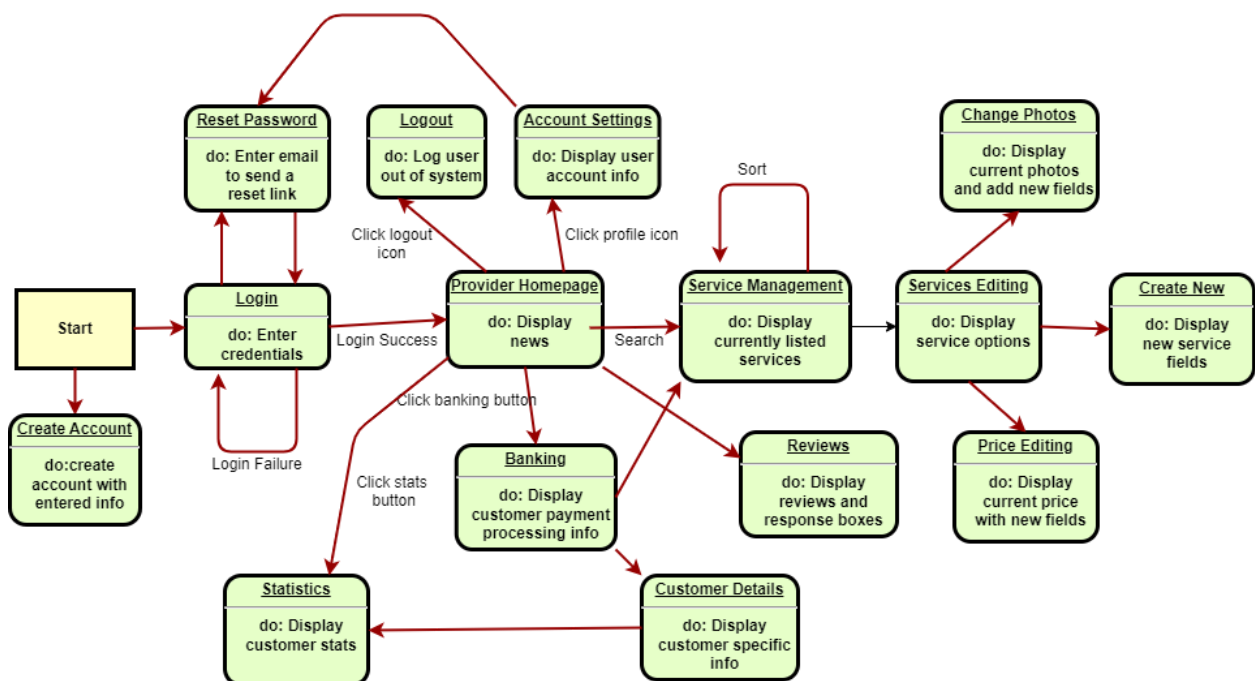 Reset Password
do: Enter email
to send a
reset link
Logout
do: Log user
out of system
Account Settings
do: Display user
account info
Change Photos
do: Display
current photos
and add new fields
Sort
Click logout
icon
Click profile icon
Start
Login
do: Enter
credentials
Login Success
Provider Homepage
do: Display
news
Search
Service Management
do: Display
currently listed
services
Services Editing
do: Display
service options
Create New
do: Display
new service
fields
Create Account
do:create
account with
entered info
Login Failure
Click banking button
Click stats
button
Banking
do: Display
customer payment
processing info
Reviews
do: Display
reviews and
response boxes
Price Editing
do: Display
current price
with new fields
Statistics
do: Display
customer stats
Customer Details
do: Display
customer specific
info